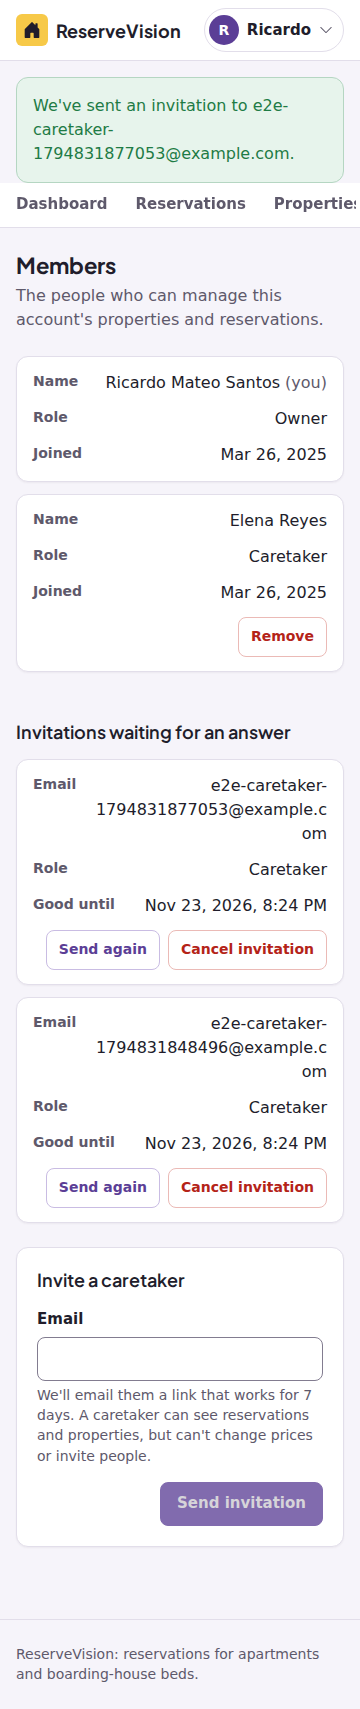 ReserveVision
R Ricardo
We've sent an invitation to e2e-
caretaker-
1794831877053@example.com.
Dashboard Reservations Properties
Members
The people who can manage this
account's properties and reservations.
Name Ricardo Mateo Santos (you)
Role Owner
Joined Mar 26, 2025
Name Elena Reyes
Role Caretaker
Joined Mar 26, 2025
Remove
Invitations waiting for an answer
Email e2e-caretaker-
1794831877053@example.c
om
Role Caretaker
Good until Nov 23, 2026, 8:24 PM
Send again Cancel invitation
Email e2e-caretaker-
1794831848496@example.c
om
Role Caretaker
Good until Nov 23, 2026, 8:24 PM
Send again Cancel invitation
Invite a caretaker
Email
We'll email them a link that works for 7
days. A caretaker can see reservations
and properties, but can't change prices
or invite people.
Send invitation
ReserveVision: reservations for apartments
and boarding-house beds.